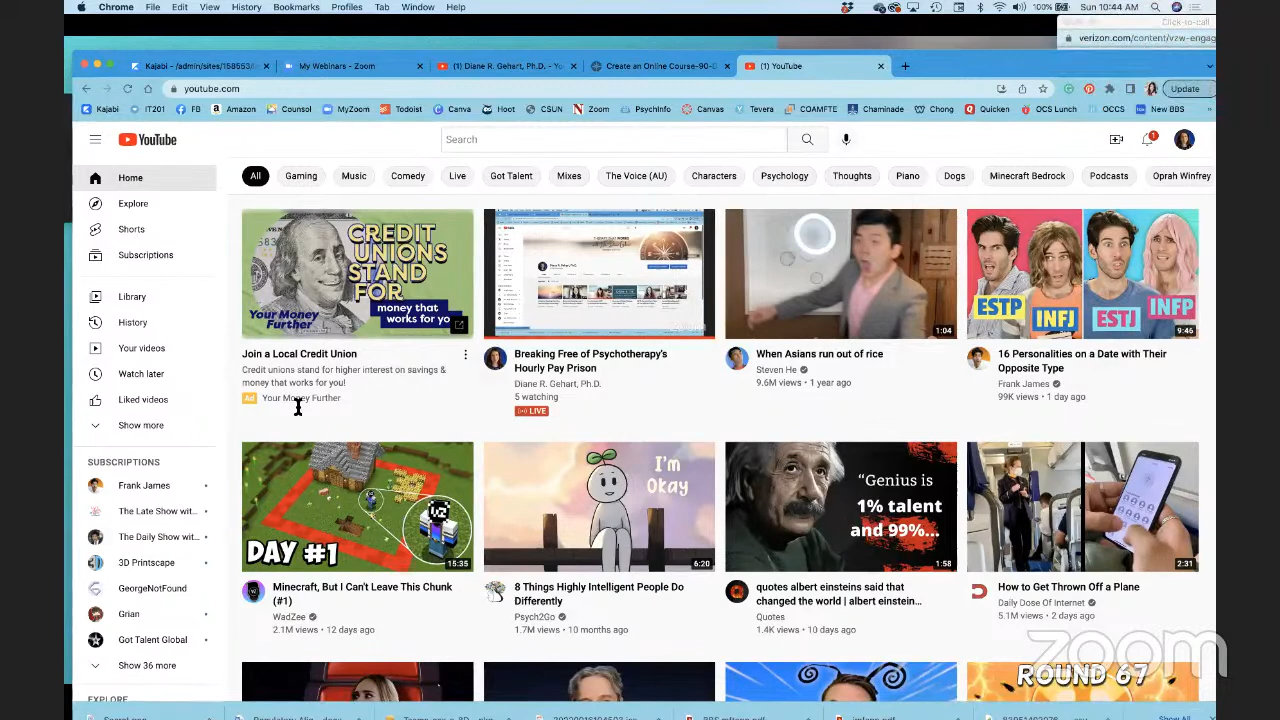 Chrome File Edit View History Bookmarks Profiles Tab Window Help 100% Sun 10:44 AM
Click-to-call
verizon.com/content/vzw-engag
Kajabi - /admin/sites/158553/ My Webinars - Zoom (1) Diane R. Gehart, Ph.D. - Yo Create an Online Course-90-D (1) YouTube
youtube.com Update
Kajabi IT201 FB Amazon Counsol MyZoom Todoist Canva Host CSUN Zoom PsychInfo Canvas Tevera COAMFTE Chaminade Chong Quicken OCS Lunch OCCS New BBS
YouTube Search 1
All Gaming Music Comedy Live Got Talent Mixes The Voice (AU) Characters Psychology Thoughts Piano Dogs Minecraft Bedrock Podcasts Oprah Winfrey
Home
Explore
Shorts
Subscriptions
Library
History
Your videos
Watch later
Liked videos
Show more
SUBSCRIPTIONS
Frank James
The Late Show wit...
The Daily Show wit...
3D Printscape
GeorgeNotFound
Grian
Got Talent Global
Show 36 more
EXPLORE
CREDIT
UNIONS
STAND
FOR
money that
works for yo
Your Money
Further
Join a Local Credit Union
Credit unions stand for higher interest on savings &
money that works for you!
Ad Your Money Further
Breaking Free of Psychotherapy's
Hourly Pay Prison
Diane R. Gehart, Ph.D.
5 watching
LIVE
1:04
When Asians run out of rice
Steven He
9.6M views • 1 year ago
ESTP INFJ ESTJ INFP
9:46
16 Personalities on a Date with Their
Opposite Type
Frank James
99K views • 1 day ago
DAY #1
15:35
Minecraft, But I Can't Leave This Chunk
(#1)
WadZee
2.1M views • 12 days ago
I'm
Okay
6:20
8 Things Highly Intelligent People Do
Differently
Psych2Go
1.7M views • 10 months ago
"Genius is
1% talent
and 99%...
1:58
quotes albert einsteins said that
changed the world | albert einstein...
Quotes
1.4K views • 10 days ago
2:31
How to Get Thrown Off a Plane
Daily Dose Of Internet
5.1M views • 2 days ago
zoom
ROUND 67